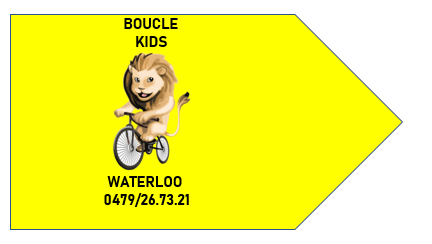 BOUCLE
KIDS
WATERLOO
0479/26.73.21